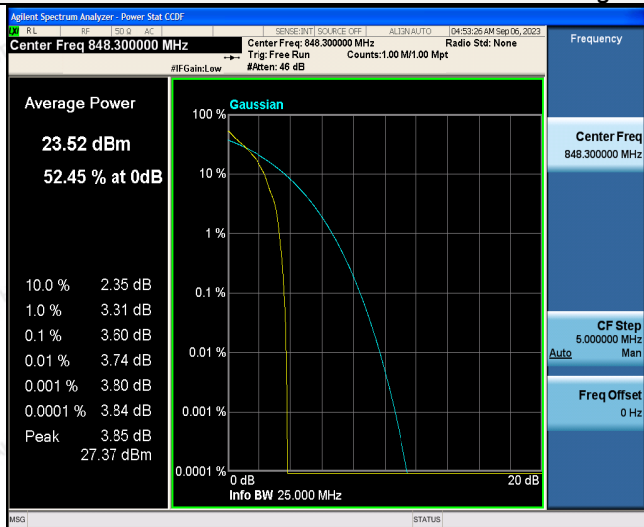 Agilent Spectrum Analyzer - Power Stat CCDF
RL RF 50 Ω AC SENSE:INT SOURCE OFF ALIGN AUTO 04:53:26 AM Sep 06, 2023
Center Freq 848.300000 MHz
Center Freq: 848.300000 MHz Radio Std: None
Trig: Free Run Counts:1.00 M/1.00 Mpt
#IFGain:Low #Atten: 46 dB
Frequency
Average Power
23.52 dBm
52.45 % at 0dB
10.0 % 2.35 dB
1.0 % 3.31 dB
0.1 % 3.60 dB
0.01 % 3.74 dB
0.001 % 3.80 dB
0.0001 % 3.84 dB
Peak 3.85 dB
27.37 dBm
Gaussian
100 %
10 %
1 %
0.1 %
0.01 %
0.001 %
0.0001 %
0 dB 20 dB
Info BW 25.000 MHz
Center Freq
848.300000 MHz
CF Step
5.000000 MHz
Auto Man
Freq Offset
0 Hz
MSG STATUS